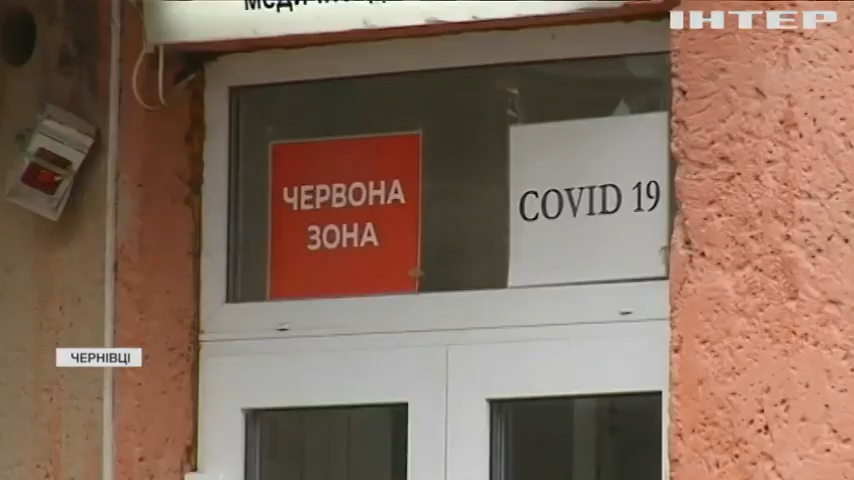 ІНТЕР
ЧЕРВОНА
ЗОНА
COVID 19
ЧЕРНІВЦІ